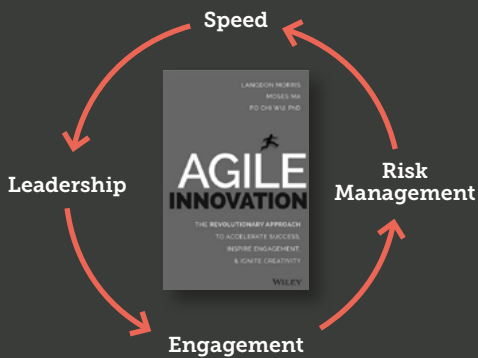 Speed
LANGDON MORRIS
MOSES MA
PO CHI WU, PhD
AGILE
INNOVATION
THE REVOLUTIONARY APPROACH
TO ACCELERATE SUCCESS,
INSPIRE ENGAGEMENT,
& IGNITE CREATIVITY
WILEY
Leadership
Risk
Management
Engagement